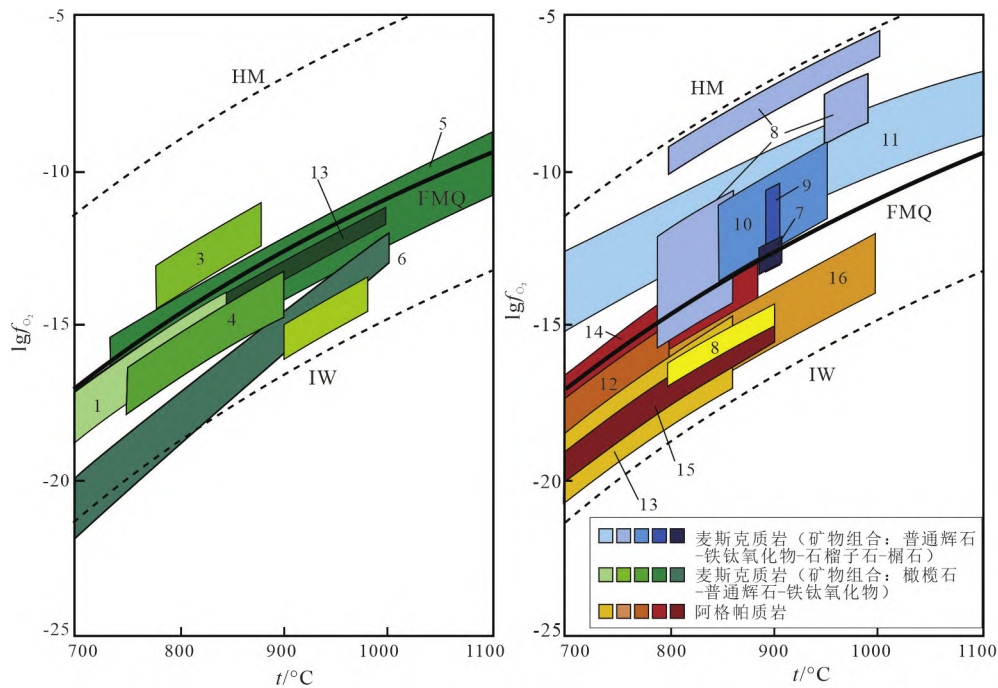 -5
-10
-15
-20
-25
lgfO₂
HM
5
13
FMQ
3
6
4
1
IW
700
800
900
1000
1100
t/°C
-5
-10
-15
-20
-25
lgfO₂
HM
8
11
9
10
7
FMQ
16
14
8
12
IW
15
13
麦斯克质岩（矿物组合：普通辉石
-铁钛氧化物-石榴子石-榍石）
麦斯克质岩（矿物组合：橄榄石
-普通辉石-铁钛氧化物）
阿格帕质岩
700
800
900
1000
1100
t/°C